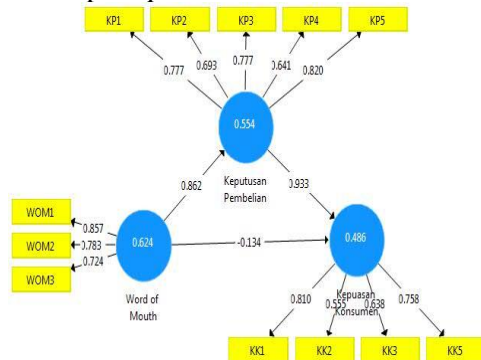 KP1 KP2 KP3 KP4 KP5
0.777 0.693 0.777 0.641 0.820
0.554
Keputusan
Pembelian
0.862
0.933
WOM1
WOM2
WOM3
0.857
0.783
0.724
0.624
Word of
Mouth
-0.134
0.486
Kepuasan
Konsumen
0.810 0.555 0.638 0.758
KK1 KK2 KK3 KK5